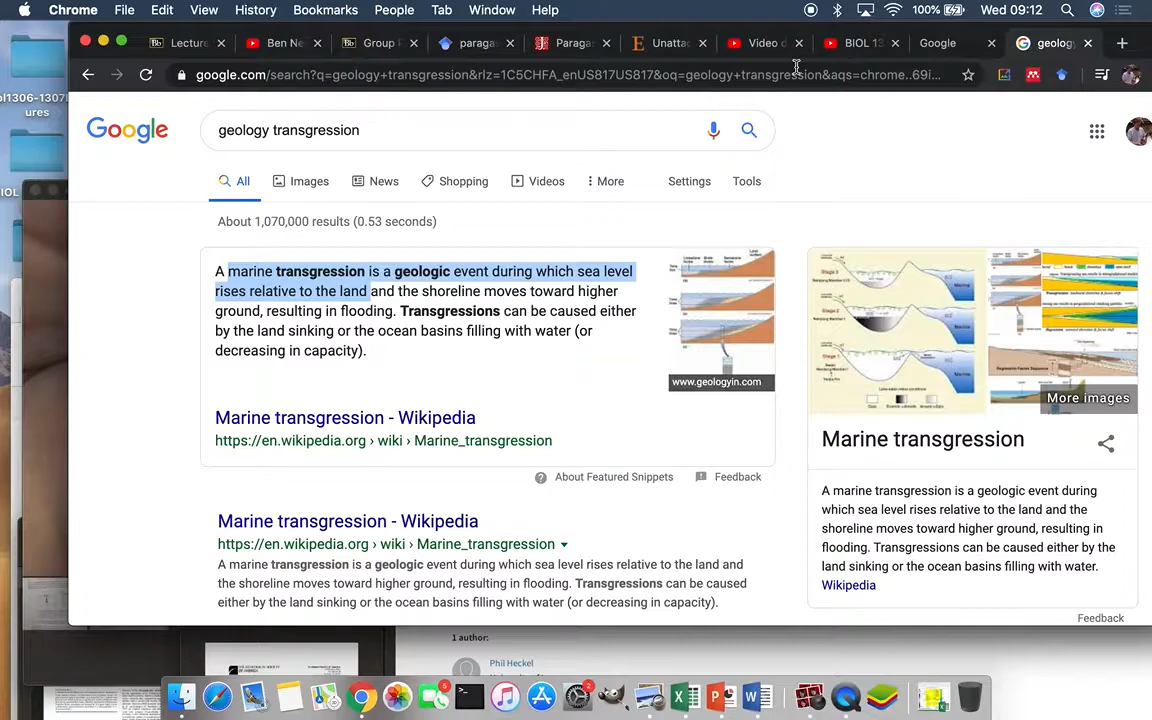 Chrome File Edit View History Bookmarks People Tab Window Help 100% Wed 09:12
Bb Lecture Ben Ne Bb Group F paragas Paragas E Unattac Video d BIOL 13 Google geology
google.com/search?q=geology+transgression&rlz=1C5CHFA_enUS817US817&oq=geology+transgression&aqs=chrome..69i...
ol1306-1307l
ures
Google geology transgression
All Images News Shopping Videos More Settings Tools
BIOL
About 1,070,000 results (0.53 seconds)
A marine transgression is a geologic event during which sea level
rises relative to the land and the shoreline moves toward higher
ground, resulting in flooding. Transgressions can be caused either
by the land sinking or the ocean basins filling with water (or
decreasing in capacity).
www.geologyin.com
Marine transgression - Wikipedia
https://en.wikipedia.org › wiki › Marine_transgression
About Featured Snippets Feedback
Marine transgression - Wikipedia
https://en.wikipedia.org › wiki › Marine_transgression
A marine transgression is a geologic event during which sea level rises relative to the land and
the shoreline moves toward higher ground, resulting in flooding. Transgressions can be caused
either by the land sinking or the ocean basins filling with water (or decreasing in capacity).
More images
Marine transgression
A marine transgression is a geologic event during
which sea level rises relative to the land and the
shoreline moves toward higher ground, resulting in
flooding. Transgressions can be caused either by the
land sinking or the ocean basins filling with water.
Wikipedia
Feedback
1 author:
Phil Heckel
5
2